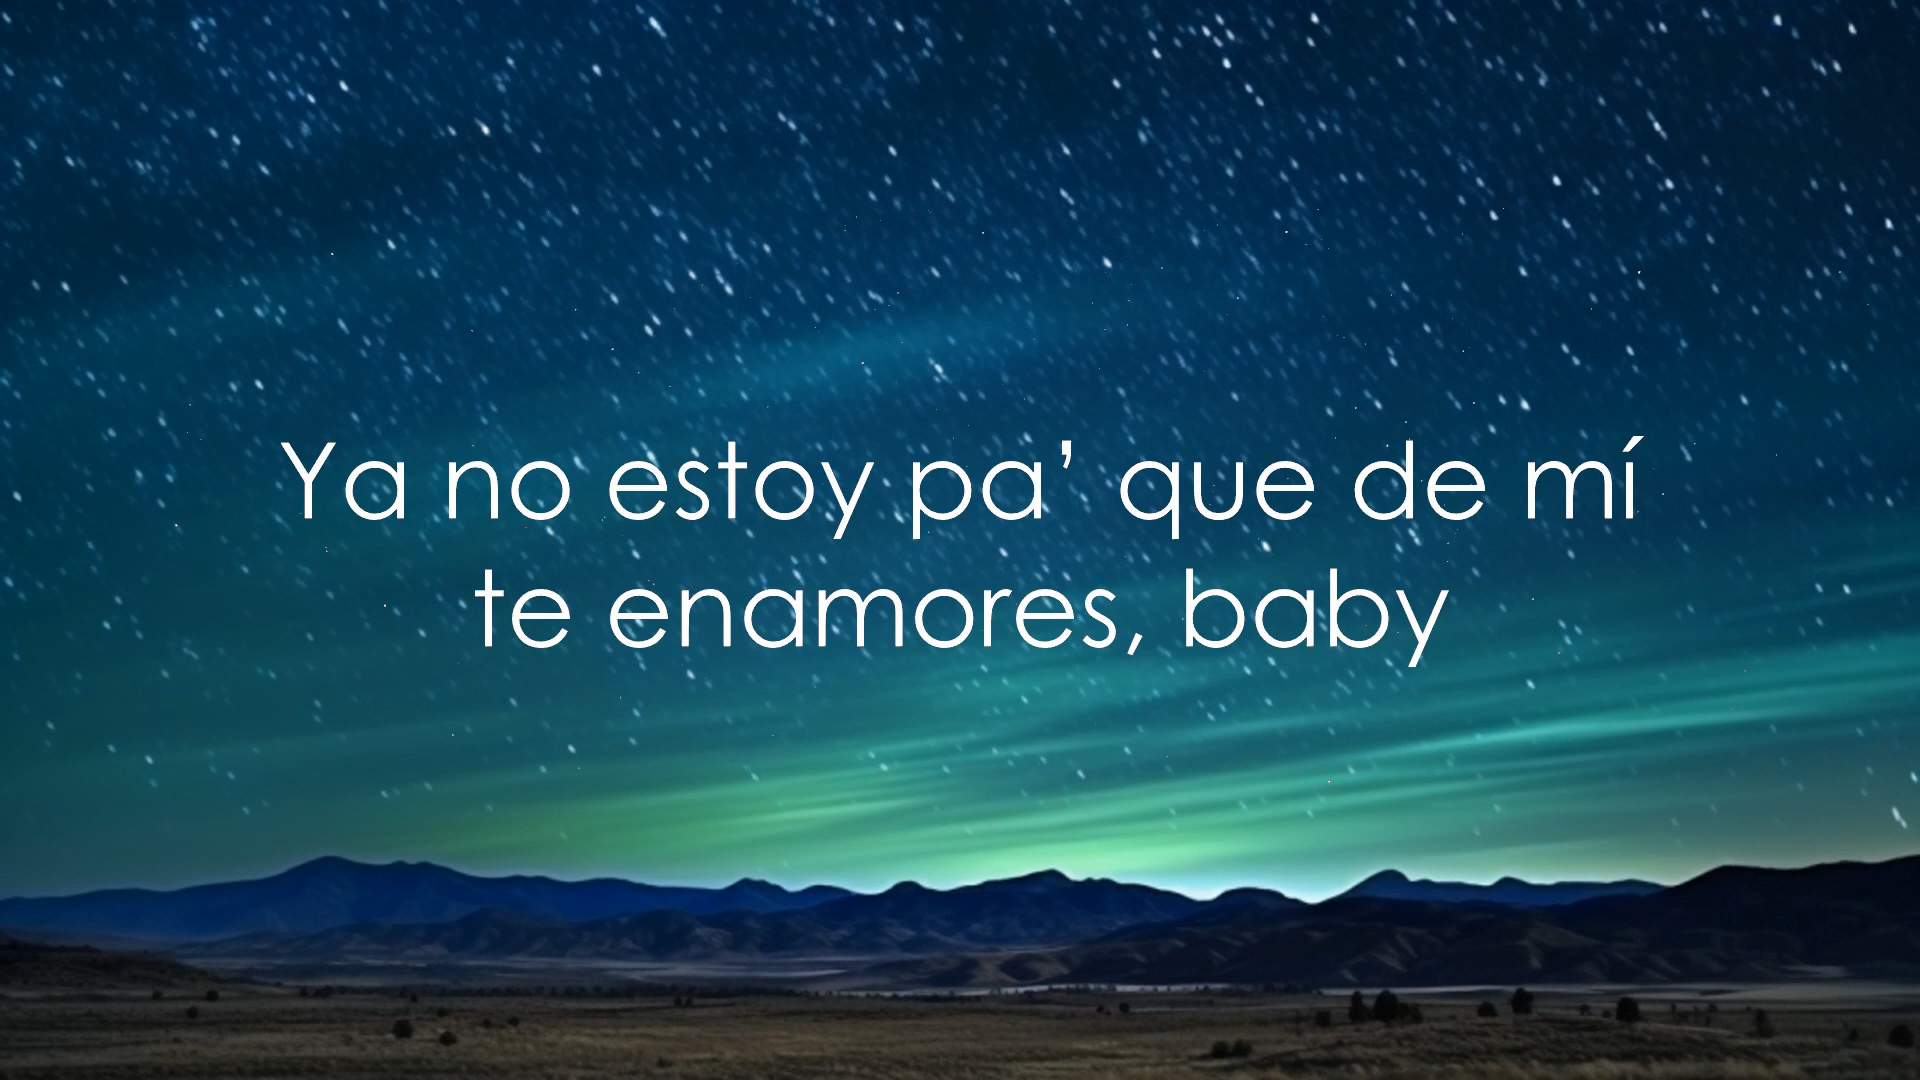 Ya no estoy pa’ que de mí
te enamores, baby